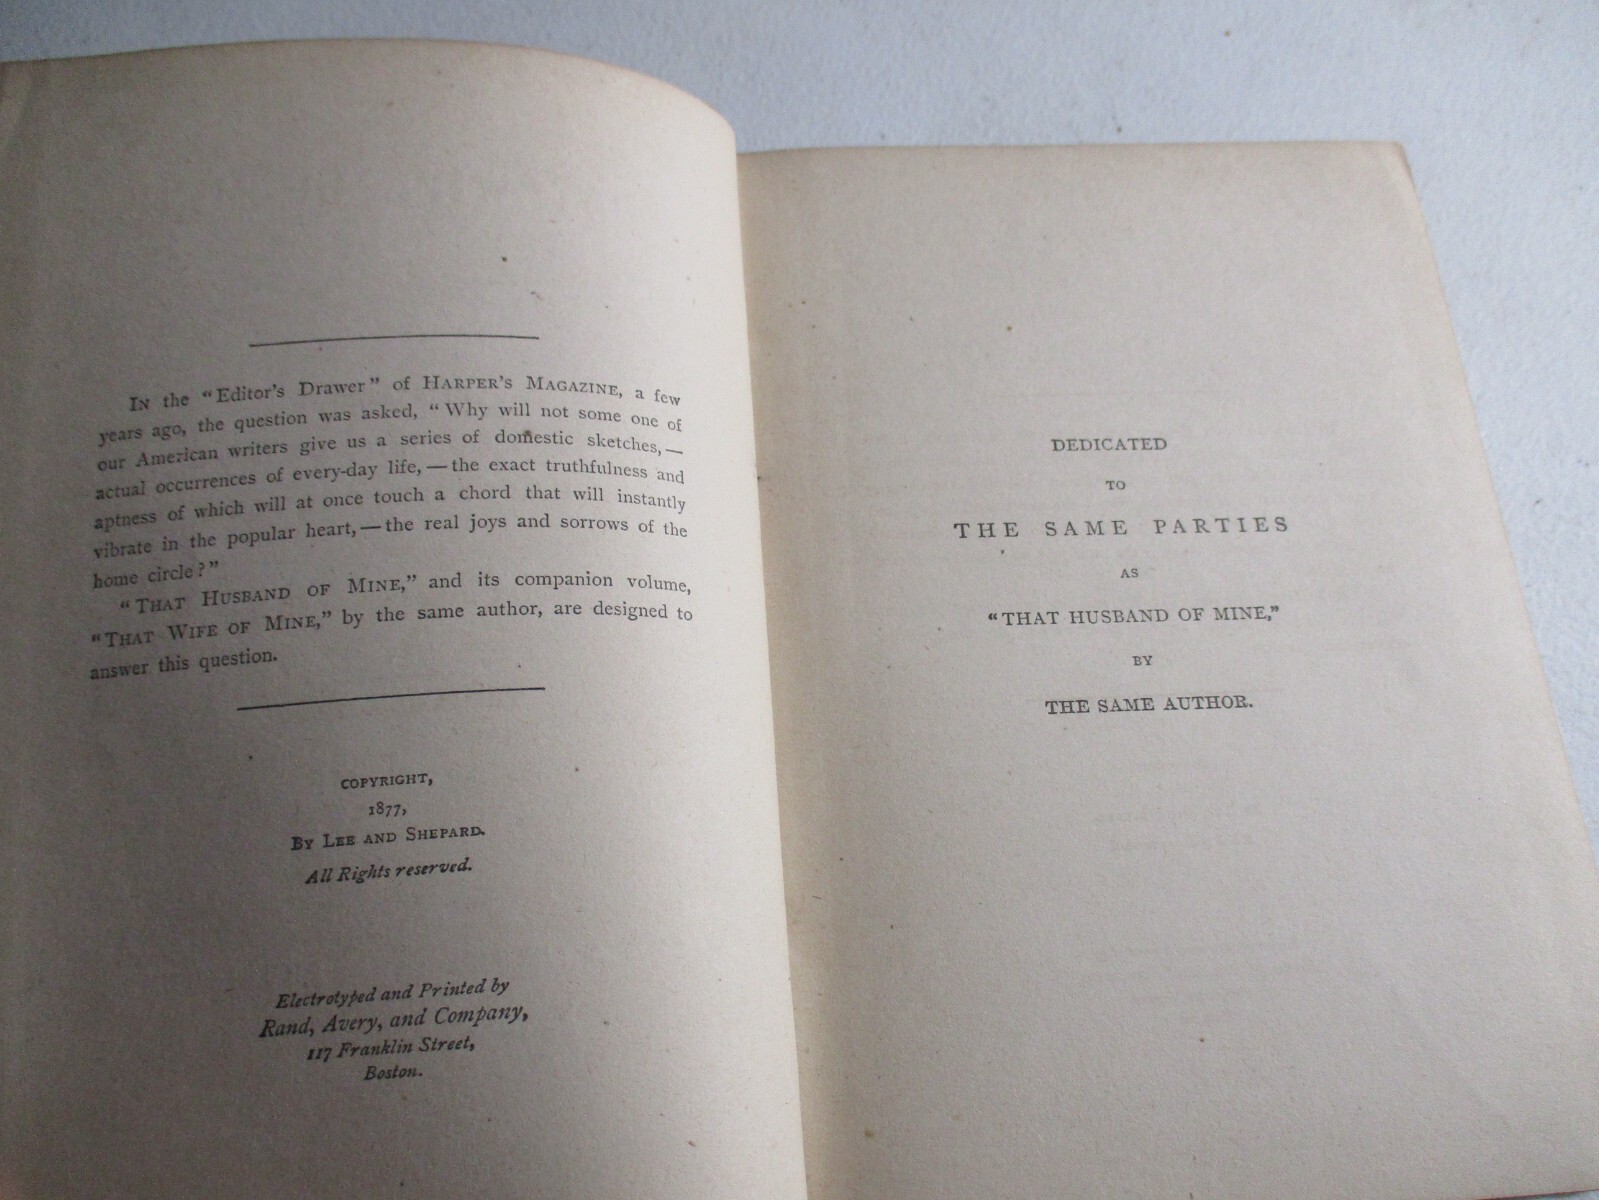 In the "Editor's Drawer" of Harper's Magazine, a few
years ago, the question was asked, "Why will not some one of
our American writers give us a series of domestic sketches,—
actual occurrences of every-day life,—the exact truthfulness and
aptness of which will at once touch a chord that will instantly
vibrate in the popular heart,—the real joys and sorrows of the
home circle?"
"That Husband of Mine," and its companion volume,
"That Wife of Mine," by the same author, are designed to
answer this question.
COPYRIGHT,
1877,
By Lee and Shepard.
All Rights reserved.
Electrotyped and Printed by
Rand, Avery, and Company,
117 Franklin Street,
Boston.
DEDICATED
TO
THE SAME PARTIES
AS
"THAT HUSBAND OF MINE,"
BY
THE SAME AUTHOR.